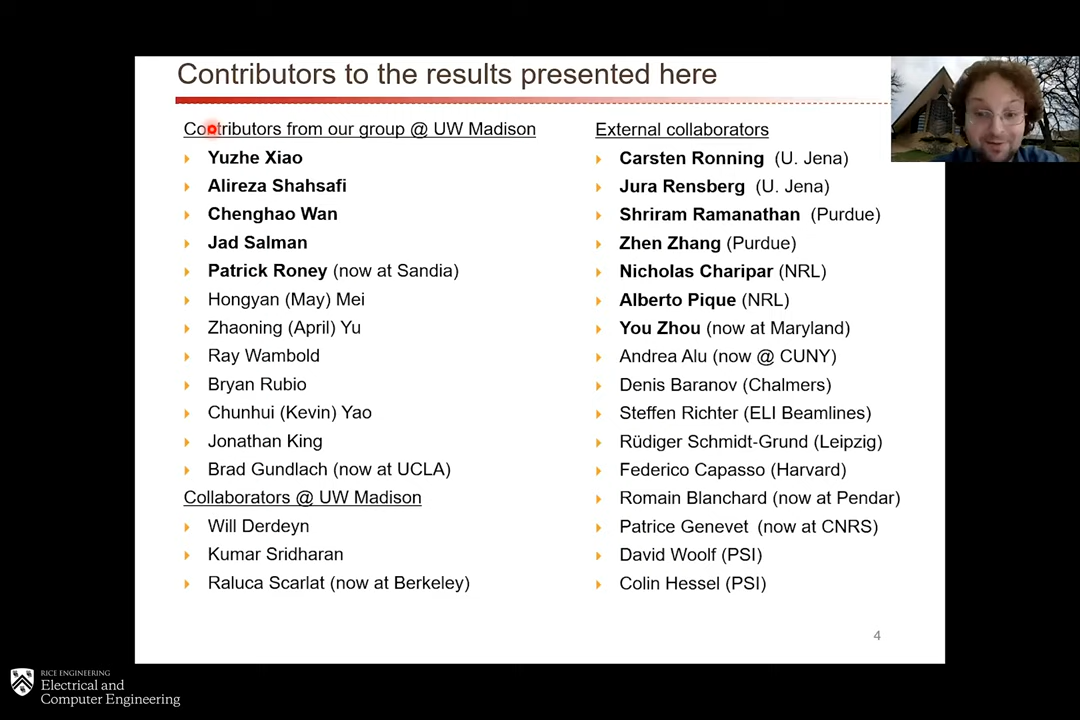 Contributors to the results presented here
Contributors from our group @ UW Madison
Yuzhe Xiao
Alireza Shahsafi
Chenghao Wan
Jad Salman
Patrick Roney (now at Sandia)
Hongyan (May) Mei
Zhaoning (April) Yu
Ray Wambold
Bryan Rubio
Chunhui (Kevin) Yao
Jonathan King
Brad Gundlach (now at UCLA)
Collaborators @ UW Madison
Will Derdeyn
Kumar Sridharan
Raluca Scarlat (now at Berkeley)
External collaborators
Carsten Ronning (U. Jena)
Jura Rensberg (U. Jena)
Shriram Ramanathan (Purdue)
Zhen Zhang (Purdue)
Nicholas Charipar (NRL)
Alberto Pique (NRL)
You Zhou (now at Maryland)
Andrea Alu (now @ CUNY)
Denis Baranov (Chalmers)
Steffen Richter (ELI Beamlines)
Rüdiger Schmidt-Grund (Leipzig)
Federico Capasso (Harvard)
Romain Blanchard (now at Pendar)
Patrice Genevet (now at CNRS)
David Woolf (PSI)
Colin Hessel (PSI)
4
RICE ENGINEERING
Electrical and
Computer Engineering